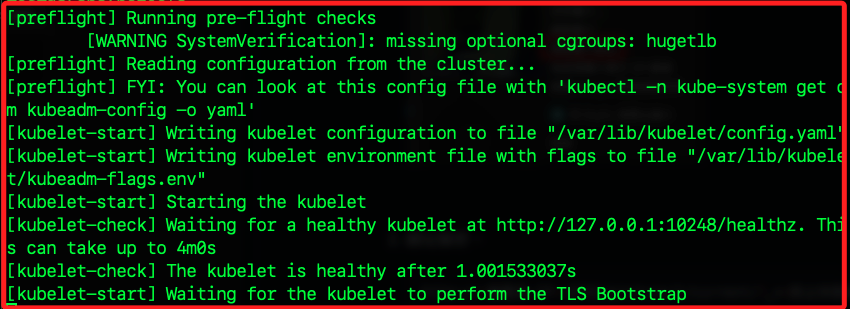 [preflight] Running pre-flight checks
[WARNING SystemVerification]: missing optional cgroups: hugetlb
[preflight] Reading configuration from the cluster...
[preflight] FYI: You can look at this config file with 'kubectl -n kube-system get c
m kubeadm-config -o yaml'
[kubelet-start] Writing kubelet configuration to file "/var/lib/kubelet/config.yaml"
[kubelet-start] Writing kubelet environment file with flags to file "/var/lib/kubele
t/kubeadm-flags.env"
[kubelet-start] Starting the kubelet
[kubelet-check] Waiting for a healthy kubelet at http://127.0.0.1:10248/healthz. Thi
s can take up to 4m0s
[kubelet-check] The kubelet is healthy after 1.001533037s
[kubelet-start] Waiting for the kubelet to perform the TLS Bootstrap